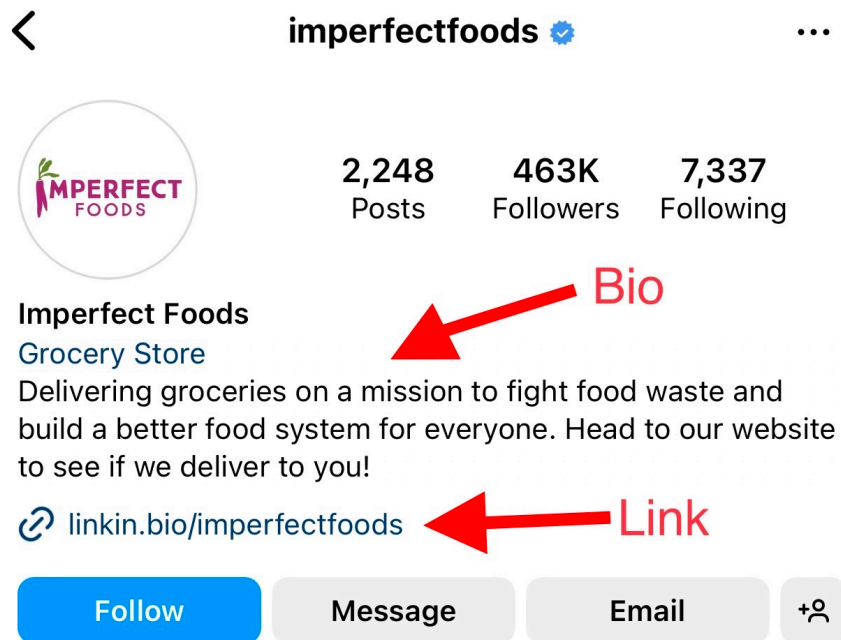 imperfectfoods
IMPERFECT
FOODS
2,248
Posts
463K
Followers
7,337
Following
Bio
Imperfect Foods
Grocery Store
Delivering groceries on a mission to fight food waste and
build a better food system for everyone. Head to our website
to see if we deliver to you!
linkin.bio/imperfectfoods
Link
Follow
Message
Email